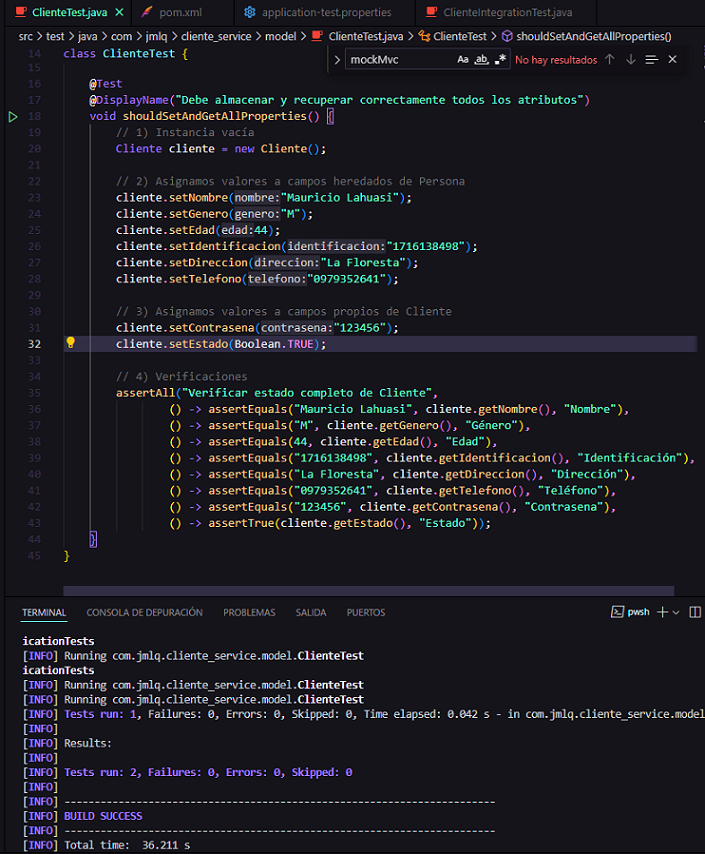 ClienteTest.java
pom.xml
application-test.properties
ClienteIntegrationTest.java
src > test > java > com > jmlq > cliente_service > model > ClienteTest.java > ClienteTest > shouldSetAndGetAllProperties()
mockMvc Aa ab .* No hay resultados
14 class ClienteTest {
15
16 @Test
17 @DisplayName("Debe almacenar y recuperar correctamente todos los atributos")
18 void shouldSetAndGetAllProperties() {
19 // 1) Instancia vacía
20 Cliente cliente = new Cliente();
21
22 // 2) Asignamos valores a campos heredados de Persona
23 cliente.setNombre(nombre:"Mauricio Lahuasi");
24 cliente.setGenero(genero:"M");
25 cliente.setEdad(edad:44);
26 cliente.setIdentificacion(identificacion:"1716138498");
27 cliente.setDireccion(direccion:"La Floresta");
28 cliente.setTelefono(telefono:"0979352641");
29
30 // 3) Asignamos valores a campos propios de Cliente
31 cliente.setContrasena(contrasena:"123456");
32 cliente.setEstado(Boolean.TRUE);
33
34 // 4) Verificaciones
35 assertAll("Verificar estado completo de Cliente",
36 () -> assertEquals("Mauricio Lahuasi", cliente.getNombre(), "Nombre"),
37 () -> assertEquals("M", cliente.getGenero(), "Género"),
38 () -> assertEquals(44, cliente.getEdad(), "Edad"),
39 () -> assertEquals("1716138498", cliente.getIdentificacion(), "Identificación"),
40 () -> assertEquals("La Floresta", cliente.getDireccion(), "Dirección"),
41 () -> assertEquals("0979352641", cliente.getTelefono(), "Teléfono"),
42 () -> assertEquals("123456", cliente.getContrasena(), "Contrasena"),
43 () -> assertTrue(cliente.getEstado(), "Estado"));
44 }
45 }
TERMINAL CONSOLA DE DEPURACIÓN PROBLEMAS SALIDA PUERTOS pwsh
icationTests
[INFO] Running com.jmlq.cliente_service.model.ClienteTest
icationTests
[INFO] Running com.jmlq.cliente_service.model.ClienteTest
[INFO] Running com.jmlq.cliente_service.model.ClienteTest
[INFO] Tests run: 1, Failures: 0, Errors: 0, Skipped: 0, Time elapsed: 0.042 s - in com.jmlq.cliente_service.model
[INFO]
[INFO] Results:
[INFO]
[INFO] Tests run: 2, Failures: 0, Errors: 0, Skipped: 0
[INFO]
[INFO] ------------------------------------------------------------------------
[INFO] BUILD SUCCESS
[INFO] ------------------------------------------------------------------------
[INFO] Total time: 36.211 s